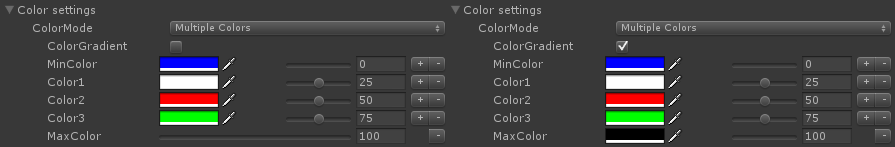 Color settings
ColorMode Multiple Colors
ColorGradient
MinColor 0 + -
Color1 25 + -
Color2 50 + -
Color3 75 + -
MaxColor 100 -
Color settings
ColorMode Multiple Colors
ColorGradient
MinColor 0 + -
Color1 25 + -
Color2 50 + -
Color3 75 + -
MaxColor 100 -